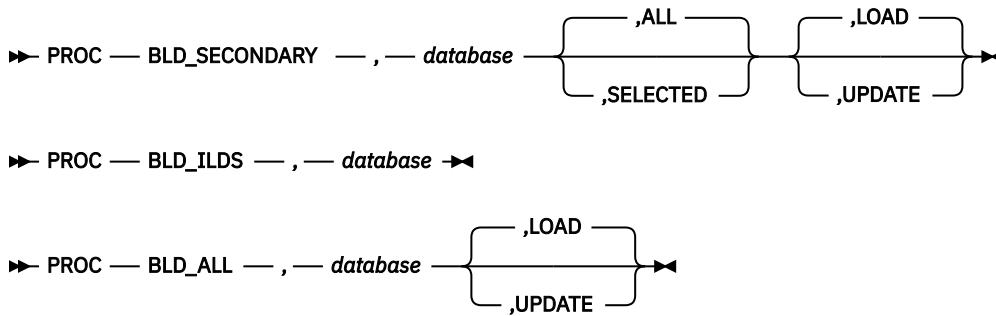 ,ALL ,LOAD
PROC BLD_SECONDARY , database
,SELECTED ,UPDATE
PROC BLD_ILDS , database
,LOAD
PROC BLD_ALL , database
,UPDATE